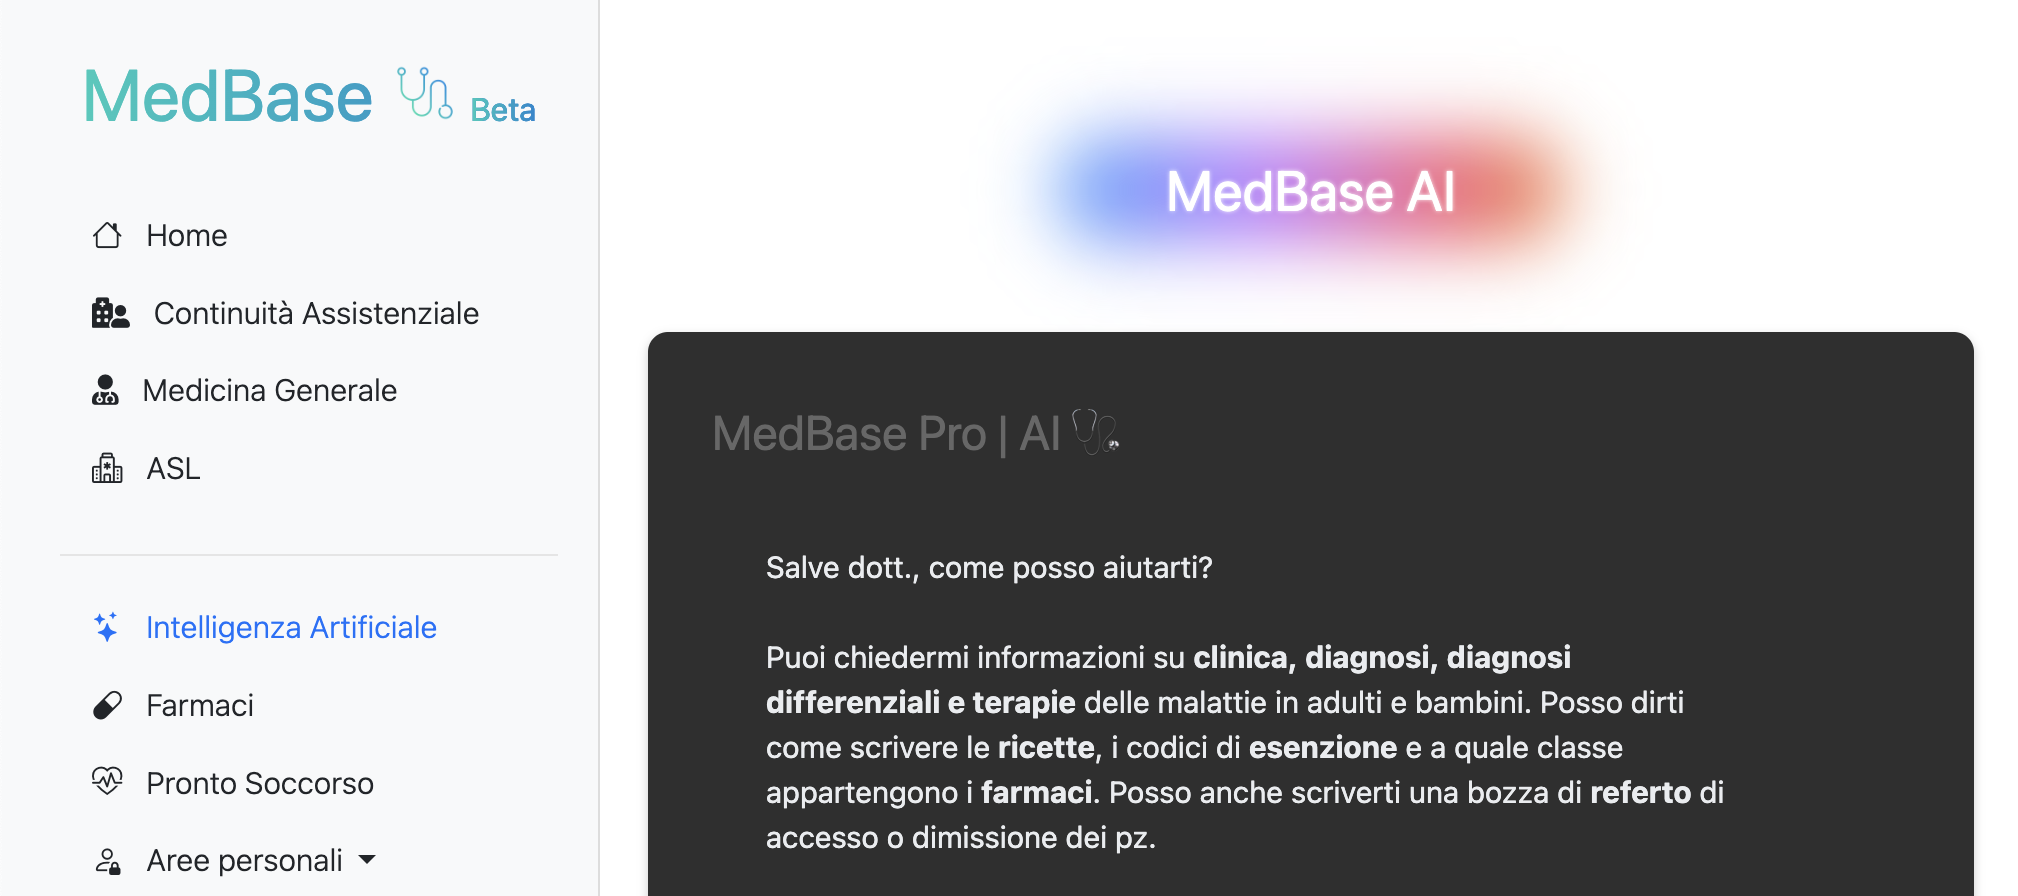 MedBase Beta
Home
Continuità Assistenziale
Medicina Generale
ASL
Intelligenza Artificiale
Farmaci
Pronto Soccorso
Aree personali
MedBase AI
MedBase Pro | AI
Salve dott., come posso aiutarti?
Puoi chiedermi informazioni su clinica, diagnosi, diagnosi
differenziali e terapie delle malattie in adulti e bambini. Posso dirti
come scrivere le ricette, i codici di esenzione e a quale classe
appartengono i farmaci. Posso anche scriverti una bozza di referto di
accesso o dimissione dei pz.